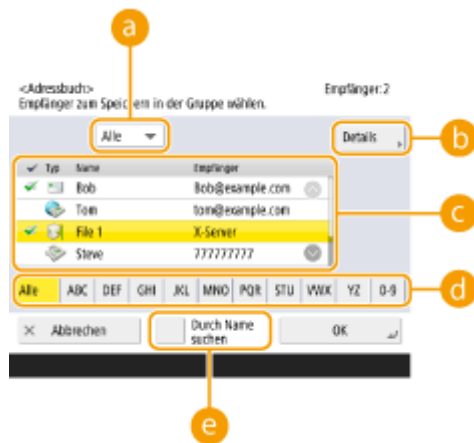 a
<Adressbuch>
Empfänger:2
Empfänger zum Speichern in der Gruppe wählen.
Alle
Details
b
Typ Name Empfänger
Bob Bob@example.com
Tom tom@example.com
c
File 1 X-Server
Steve 777777777
Alle ABC DEF GHI JKL MNO PQR STU VWX YZ 0-9
d
× Abbrechen
Durch Name
suchen
OK
e